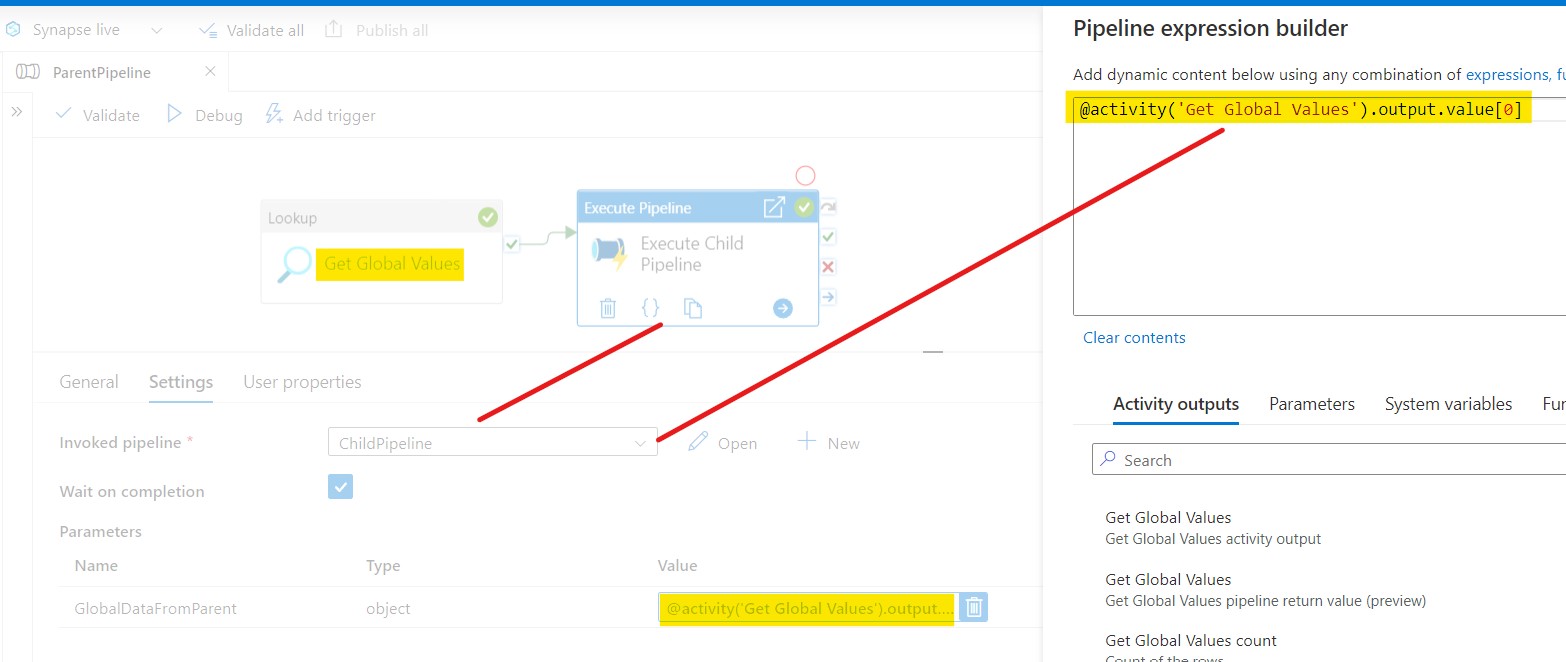 Synapse live
Validate all
Publish all
ParentPipeline
Validate
Debug
Add trigger
Lookup
Get Global Values
Execute Pipeline
Execute Child
Pipeline
General
Settings
User properties
Invoked pipeline *
ChildPipeline
Open
New
Wait on completion
Parameters
Name
Type
Value
GlobalDataFromParent
object
@activity('Get Global Values').output....
Pipeline expression builder
Add dynamic content below using any combination of expressions,
@activity('Get Global Values').output.value[0]
Clear contents
Activity outputs
Parameters
System variables
Search
Get Global Values
Get Global Values activity output
Get Global Values
Get Global Values pipeline return value (preview)
Get Global Values count
Count of the rows